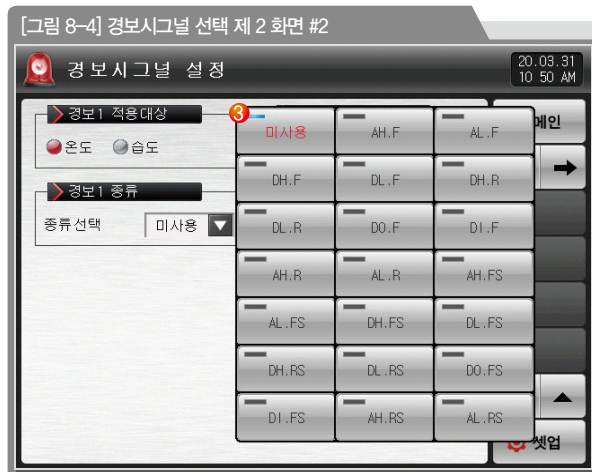 [그림 8-4] 경보시그널 선택 제 2 화면 #2
경보시그널 설정
20.03.31
10 50 AM
경보1 적용대상
온도 습도
경보1 종류
종류선택 미사용
3
미사용 AH.F AL.F
DH.F DL.F DH.R
DL.R DO.F DI.F
AH.R AL.R AH.FS
AL.FS DH.FS DL.FS
DH.RS DL.RS DO.FS
DI.FS AH.RS AL.RS
메인
셋업